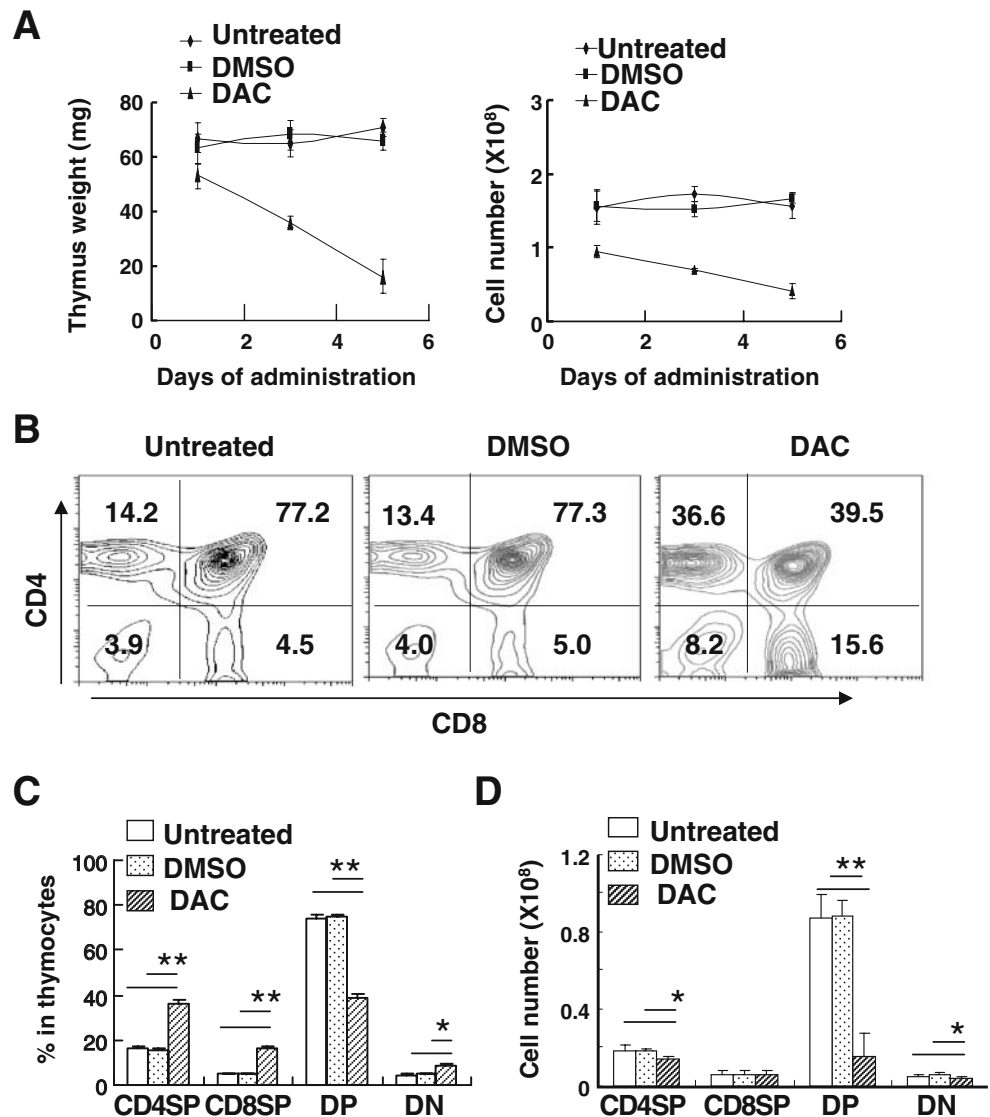 A
Untreated
DMSO
DAC
Thymus weight (mg)
80
60
40
20
0
0 2 4 6
Days of administration
Untreated
DMSO
DAC
Cell number (X10⁸)
3
2
1
0
0 2 4 6
Days of administration
B
Untreated DMSO DAC
14.2 77.2 13.4 77.3 36.6 39.5
3.9 4.5 4.0 5.0 8.2 15.6
CD4
CD8
C
Untreated
DMSO
DAC
% in thymocytes
100
80
60
40
20
0
** ** ** *
CD4SP CD8SP DP DN
D
Untreated
DMSO
DAC
Cell number (X10⁸)
1.2
0.8
0.4
0
* ** *
CD4SP CD8SP DP DN